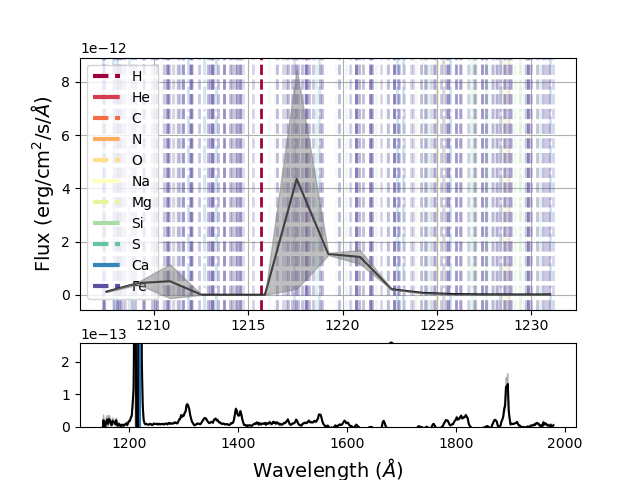 1e−12
Flux (erg/cm²/s/Å)
8
6
4
2
0
H
He
C
N
O
Na
Mg
Si
S
Ca
Fe
1210 1215 1220 1225 1230
1e−13
2
1
0
1200 1400 1600 1800 2000
Wavelength (Å)